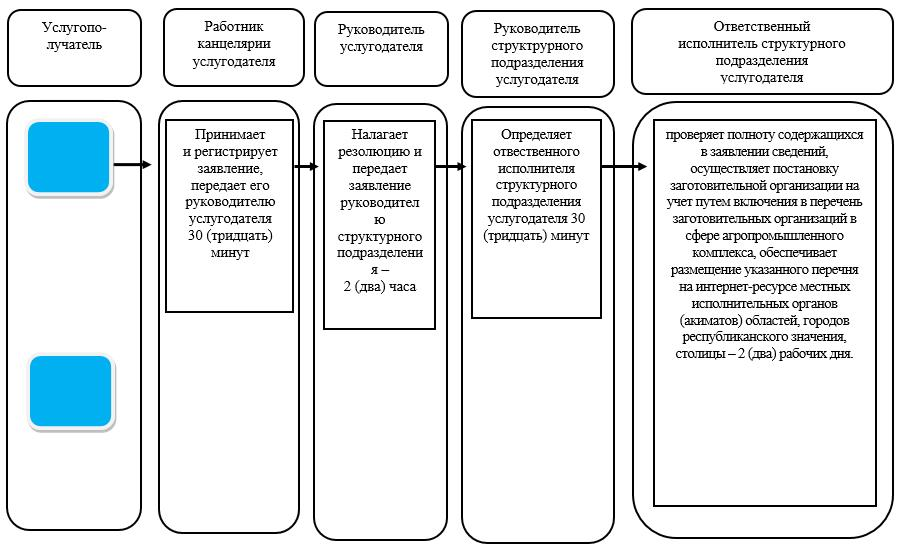 Услугопо-
лучатель
Работник
канцелярии
услугодателя
Руководитель
услугодателя
Руководитель
структрурного
подразделения
услугодателя
Ответственный
исполнитель структурного
подразделения
услугодателя
Принимает
и регистрирует
заявление,
передает его
руководителю
услугодателя
30 (тридцать)
минут
Налагает
резолюцию и
передает
заявление
руководител
ю
структурного
подразделени
я –
2 (два) часа
Определяет
отвественного
исполнителя
структурного
подразделения
услугодателя 30
(тридцать) минут
проверяет полноту содержащихся
в заявлении сведений,
осуществляет постановку
заготовительной организации на
учет путем включения в перечень
заготовительных организаций в
сфере агропромышленного
комплекса, обеспечивает
размещение указанного перечня
на интернет-ресурсе местных
исполнительных органов
(акиматов) областей, городов
республиканского значения,
столицы – 2 (два) рабочих дня.